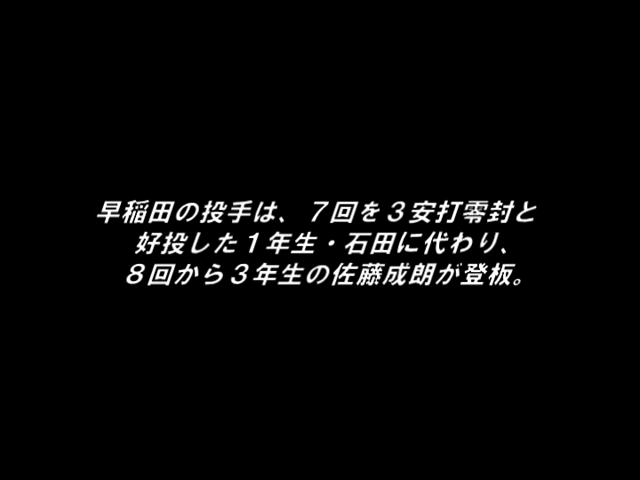 早稲田の投手は、７回を３安打零封と
好投した１年生・石田に代わり、
８回から３年生の佐藤成朗が登板。